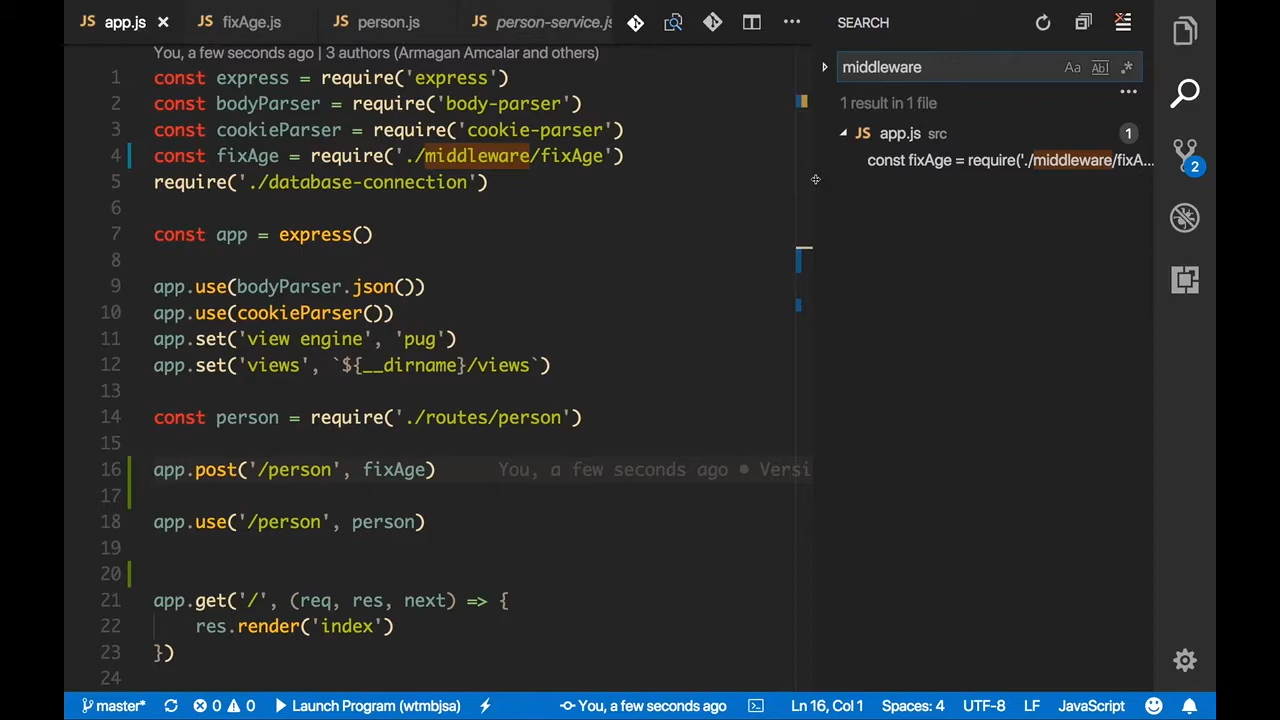 app.js
fixAge.js
person.js
person-service.js
SEARCH
You, a few seconds ago | 3 authors (Armagan Amcalar and others)
1 const express = require('express')
2 const bodyParser = require('body-parser')
3 const cookieParser = require('cookie-parser')
4 const fixAge = require('./middleware/fixAge')
5 require('./database-connection')
6
7 const app = express()
8
9 app.use(bodyParser.json())
10 app.use(cookieParser())
11 app.set('view engine', 'pug')
12 app.set('views', `${__dirname}/views`)
13
14 const person = require('./routes/person')
15
16 app.post('/person', fixAge) You, a few seconds ago • Versi
17
18 app.use('/person', person)
19
20
21 app.get('/', (req, res, next) => {
22 res.render('index')
23 })
24
middleware
Aa Abl .*
1 result in 1 file
JS app.js src 1
const fixAge = require('./middleware/fixA...
2
master* 0 0 Launch Program (wtmbjsa) You, a few seconds ago Ln 16, Col 1 Spaces: 4 UTF-8 LF JavaScript